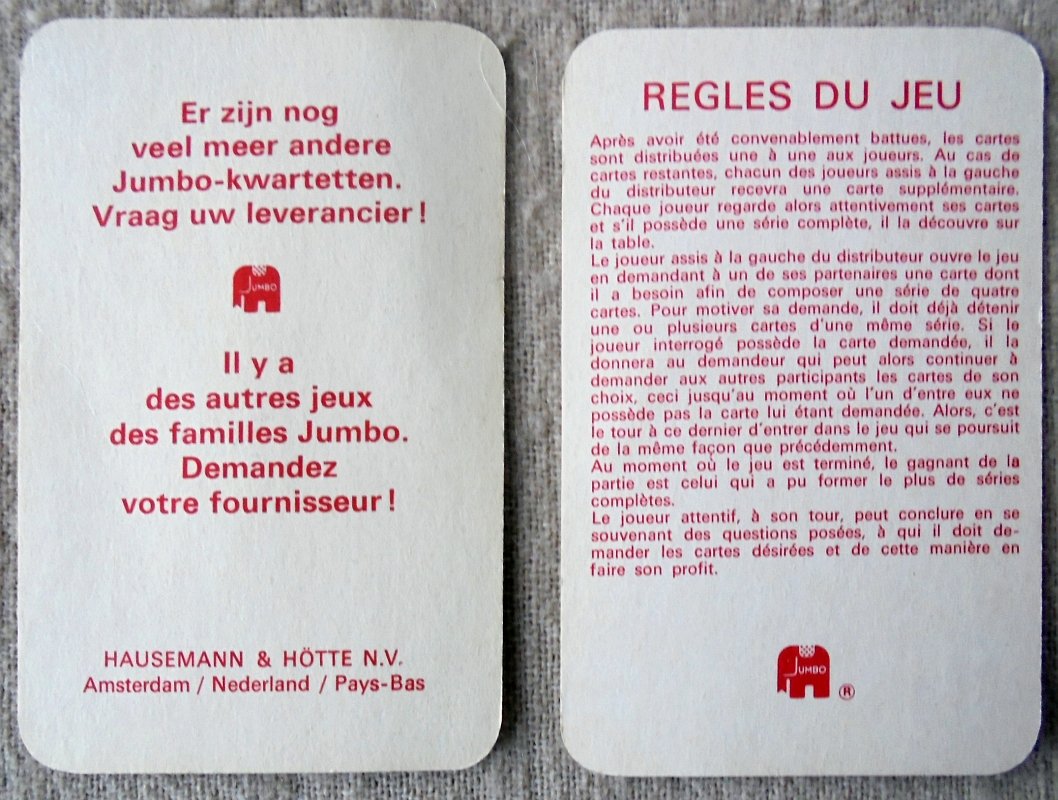 Er zijn nog
veel meer andere
Jumbo-kwartetten.
Vraag uw leverancier!
JUMBO
Il y a
des autres jeux
des familles Jumbo.
Demandez
votre fournisseur!
HAUSEMANN & HÖTTE N.V.
Amsterdam / Nederland / Pays-Bas
REGLES DU JEU
Après avoir été convenablement battues, les cartes
sont distribuées une à une aux joueurs. Au cas de
cartes restantes, chacun des joueurs assis à la gauche
du distributeur recevra une carte supplémentaire.
Chaque joueur regarde alors attentivement ses cartes
et s'il possède une série complète, il la découvre sur
la table.
Le joueur assis à la gauche du distributeur ouvre le jeu
en demandant à un de ses partenaires une carte dont
il a besoin afin de composer une série de quatre
cartes. Pour motiver sa demande, il doit déjà détenir
une ou plusieurs cartes d'une même série. Si le
joueur interrogé possède la carte demandée, il la
donnera au demandeur qui peut alors continuer à
demander aux autres participants les cartes de son
choix, ceci jusqu'au moment où l'un d'entre eux ne
possède pas la carte lui étant demandée. Alors, c'est
le tour à ce dernier d'entrer dans le jeu qui se poursuit
de la même façon que précédemment.
Au moment où le jeu est terminé, le gagnant de la
partie est celui qui a pu former le plus de séries
complètes.
Le joueur attentif, à son tour, peut conclure en se
souvenant des questions posées, à qui il doit de-
mander les cartes désirées et de cette manière en
faire son profit.
JUMBO ®